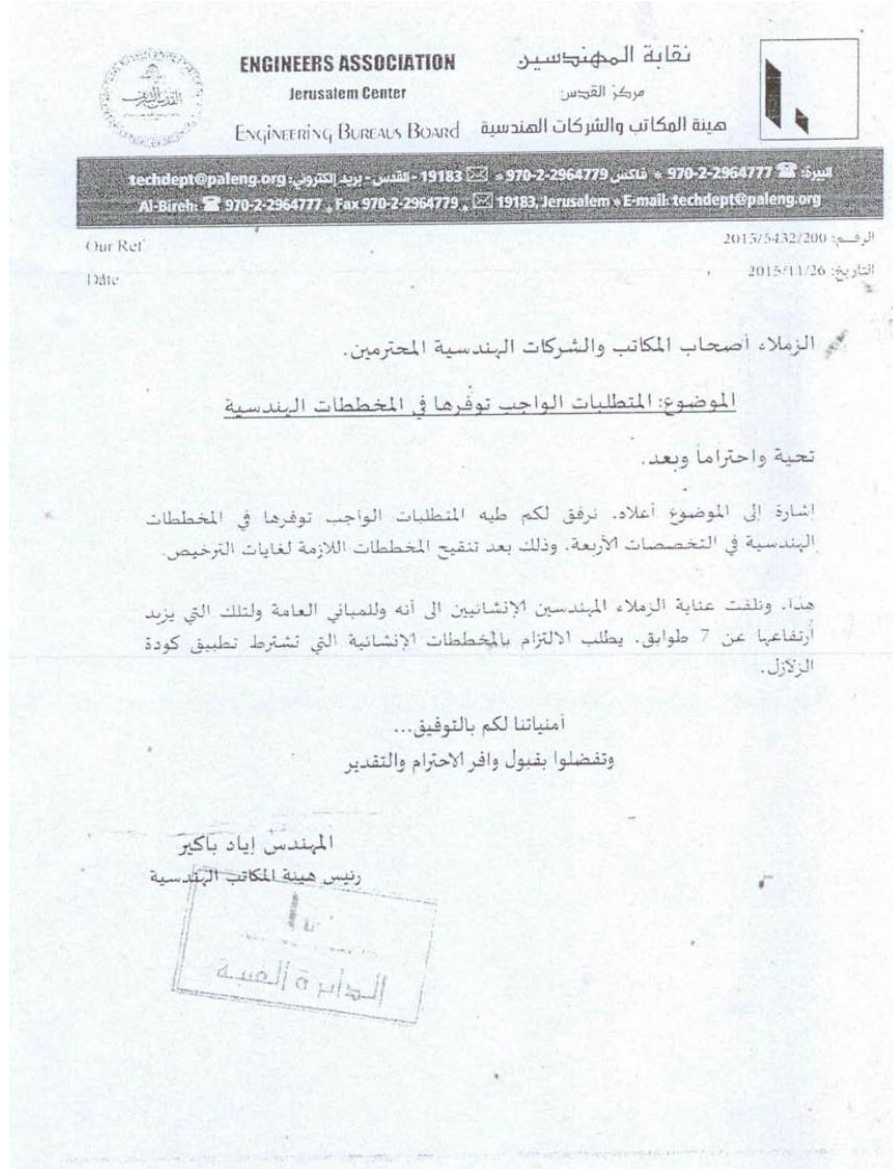 ENGINEERS ASSOCIATION
Jerusalem Center
ENGINEERING BUREAUS BOARD
نقابة المهندسين
مركز القدس
هيئة المكاتب والشركات الهندسية
البيرة: ☎ 970-2-2964777 * فاكس 970-2-2964779 * ✉ 19183 - القدس - بريد إلكتروني: techdept@paleng.org
Al-Bireh: ☎ 970-2-2964777 * Fax 970-2-2964779 * ✉ 19183, Jerusalem * E-mail: techdept@paleng.org
Our Ref
الرقم: 2015/5432/200
Date
التاريخ: 2015/11/26
الزملاء أصحاب المكاتب والشركات الهندسية المحترمين.
الموضوع: المتطلبات الواجب توفرها في المخططات الهندسية
تحية واحتراما وبعد.
إشارة إلى الموضوع أعلاه. نرفق لكم طيه المتطلبات الواجب توفرها في المخططات
الهندسية في التخصصات الأربعة. وذلك بعد تنقيح المخططات اللازمة لغايات الترخيص.
هذا. ونلفت عناية الزملاء المهندسين الإنشائيين الى أنه وللمباني العامة ولتلك التي يزيد
أرتفاعها عن 7 طوابق. يطلب الالتزام بالمخططات الإنشائية التي تشترط تطبيق كودة
الزلازل.
أمنياتنا لكم بالتوفيق...
وتفضلوا بقبول وافر الاحترام والتقدير
المهندس إياد باكير
رئيس هيئة المكاتب الهندسية
الدائرة الفنية